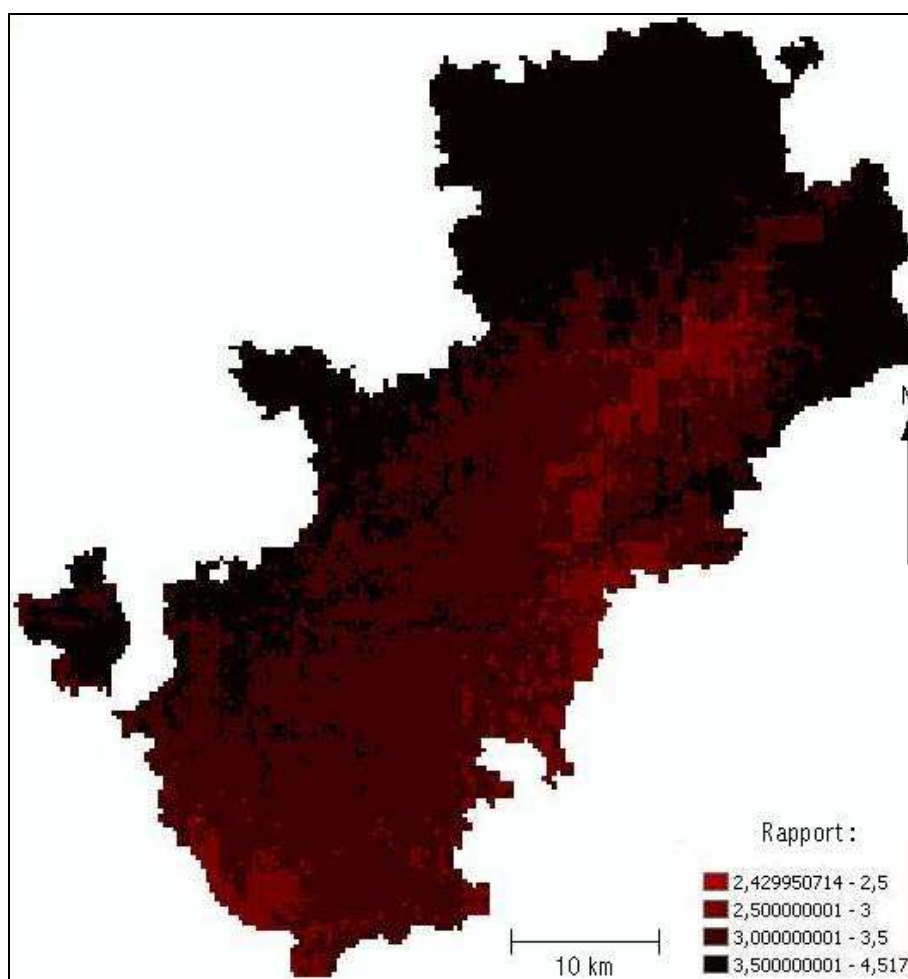 Rapport :
2,429950714 - 2,5
2,500000001 - 3
3,000000001 - 3,5
3,500000001 - 4,517
10 km